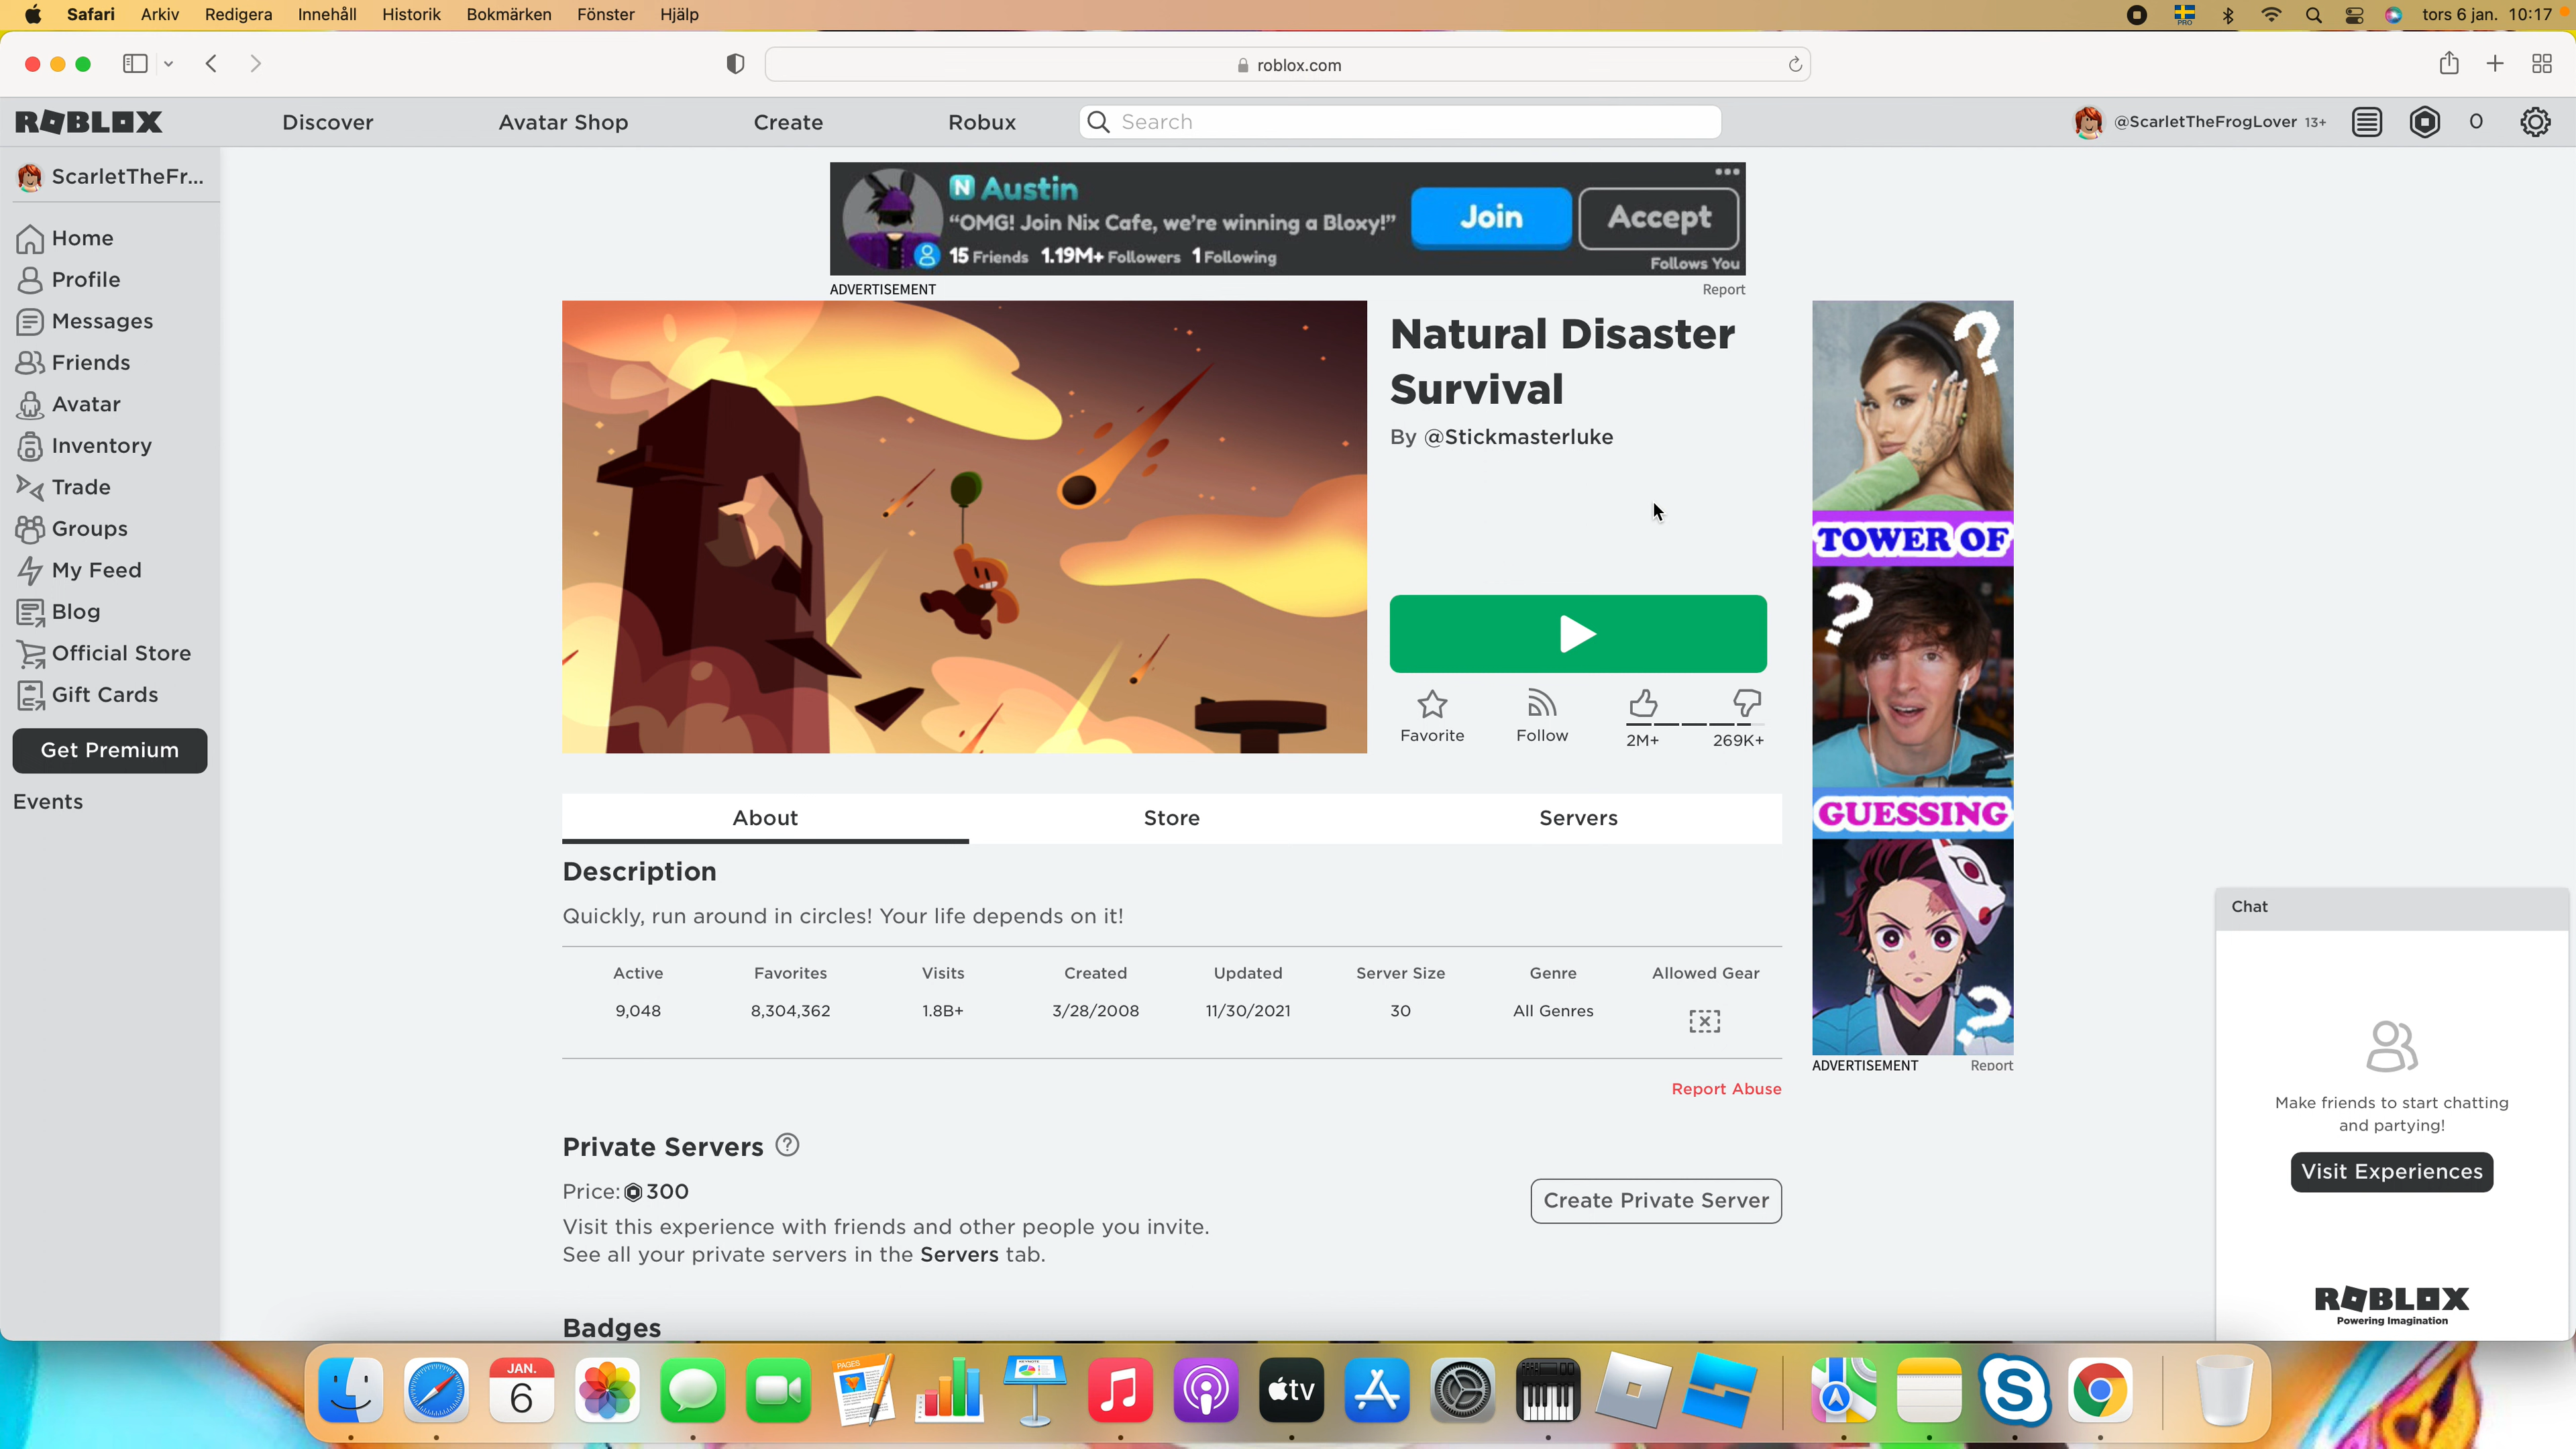 Safari Arkiv Redigera Innehåll Historik Bokmärken Fönster Hjälp
PRO
tors 6 jan. 10:17
roblox.com
ROBLOX Discover Avatar Shop Create Robux Search @ScarletTheFrogLover 13+ 0
ScarletTheFr...
Home
Profile
Messages
Friends
Avatar
Inventory
Trade
Groups
My Feed
Blog
Official Store
Gift Cards
Get Premium
Events
N Austin
“OMG! Join Nix Cafe, we’re winning a Bloxy!”
15 Friends 1.19M+ Followers 1 Following
Join Accept
Follows You
ADVERTISEMENT Report
Natural Disaster
Survival
By @Stickmasterluke
Favorite Follow 2M+ 269K+
?
TOWER OF
?
GUESSING
?
ADVERTISEMENT Report
About Store Servers
Description
Quickly, run around in circles! Your life depends on it!
Active Favorites Visits Created Updated Server Size Genre Allowed Gear
9,048 8,304,362 1.8B+ 3/28/2008 11/30/2021 30 All Genres
Report Abuse
Private Servers ?
Price: 300
Create Private Server
Visit this experience with friends and other people you invite.
See all your private servers in the Servers tab.
Badges
Chat
Make friends to start chatting
and partying!
Visit Experiences
ROBLOX
Powering Imagination
JAN.
6
PAGES
KEYNOTE
tv
S